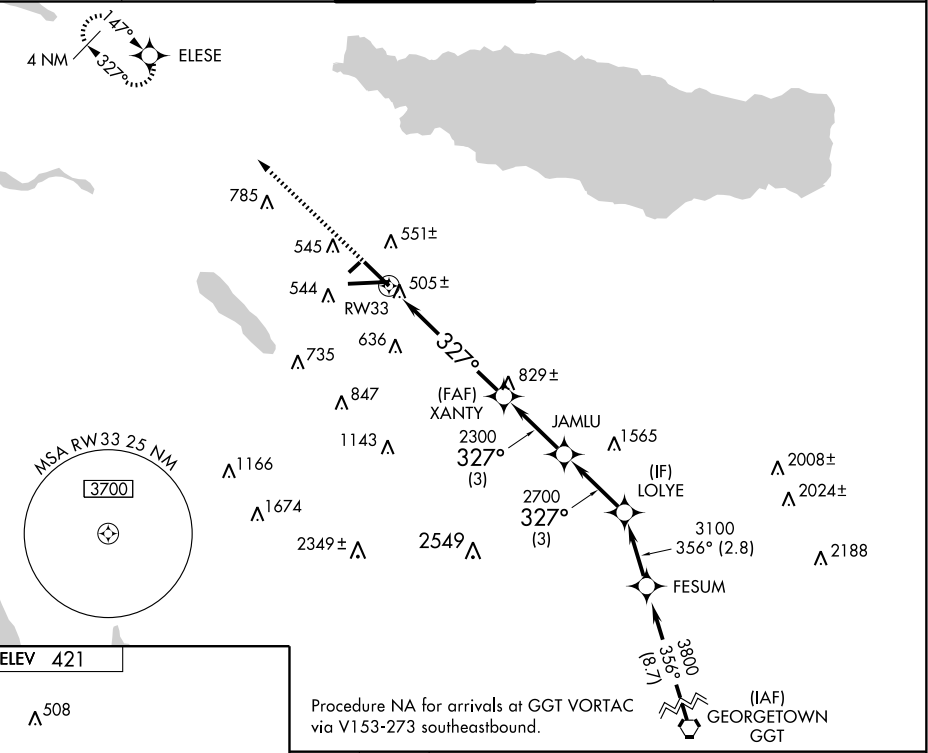 147°
4 NM
327°
ELESE
785
545
551±
544
505±
RW33
636
327°
735
829±
(FAF)
XANTY
847
JAMLU
1143
2300
327°
(3)
1565
(IF)
LOLYE
2008±
2024±
MSA RW33 25 NM
3700
1166
1674
2700
327°
(3)
3100
356° (2.8)
2349±
2549
2188
FESUM
3800
356°
(8.7)
ELEV 421
508
Procedure NA for arrivals at GGT VORTAC
via V153-273 southeastbound.
(IAF)
GEORGETOWN
GGT